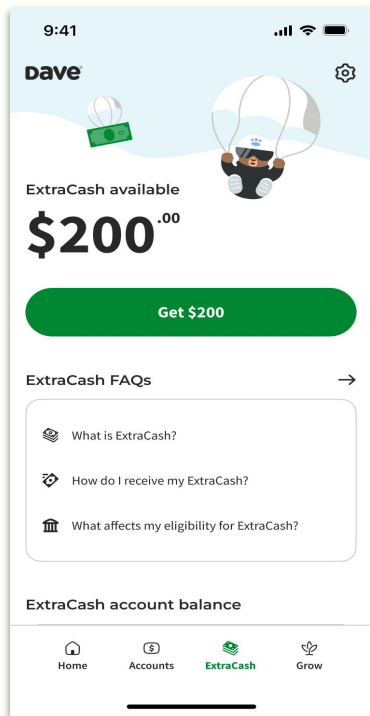 9:41
Dave
ExtraCash available
$200.00
Get $200
ExtraCash FAQs
What is ExtraCash?
How do I receive my ExtraCash?
What affects my eligibility for ExtraCash?
ExtraCash account balance
Home Accounts ExtraCash Grow